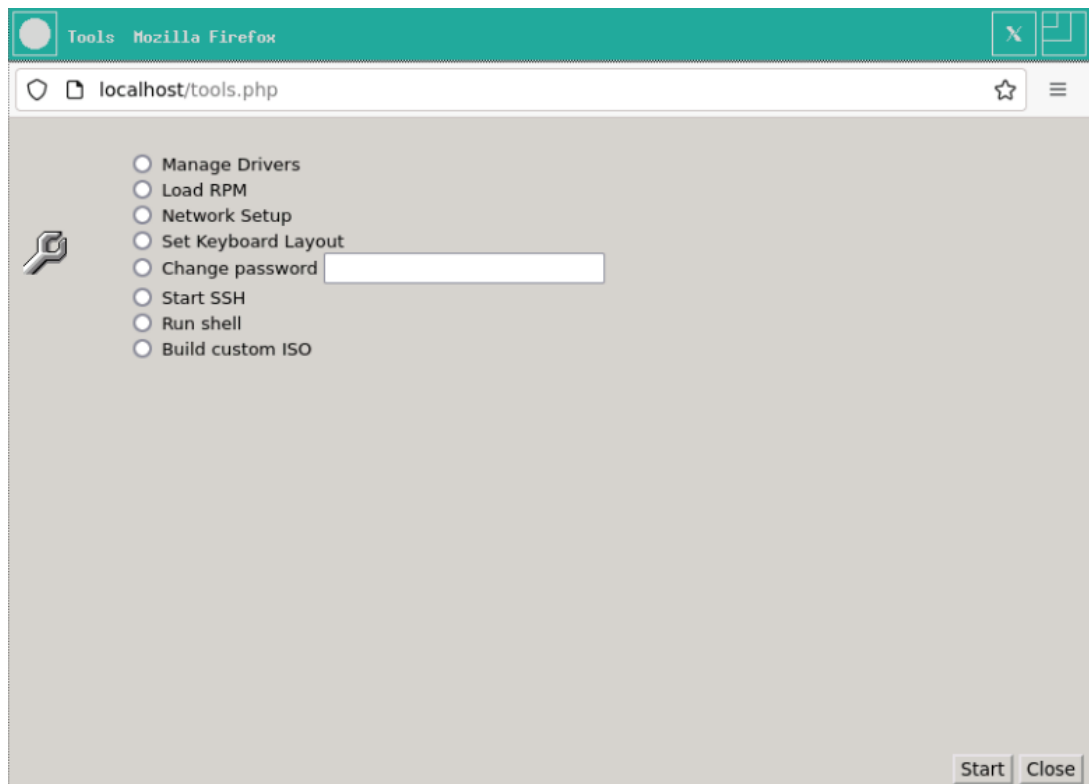 Tools Mozilla Firefox X
localhost/tools.php
Manage Drivers
Load RPM
Network Setup
Set Keyboard Layout
Change password
Start SSH
Run shell
Build custom ISO
Start Close